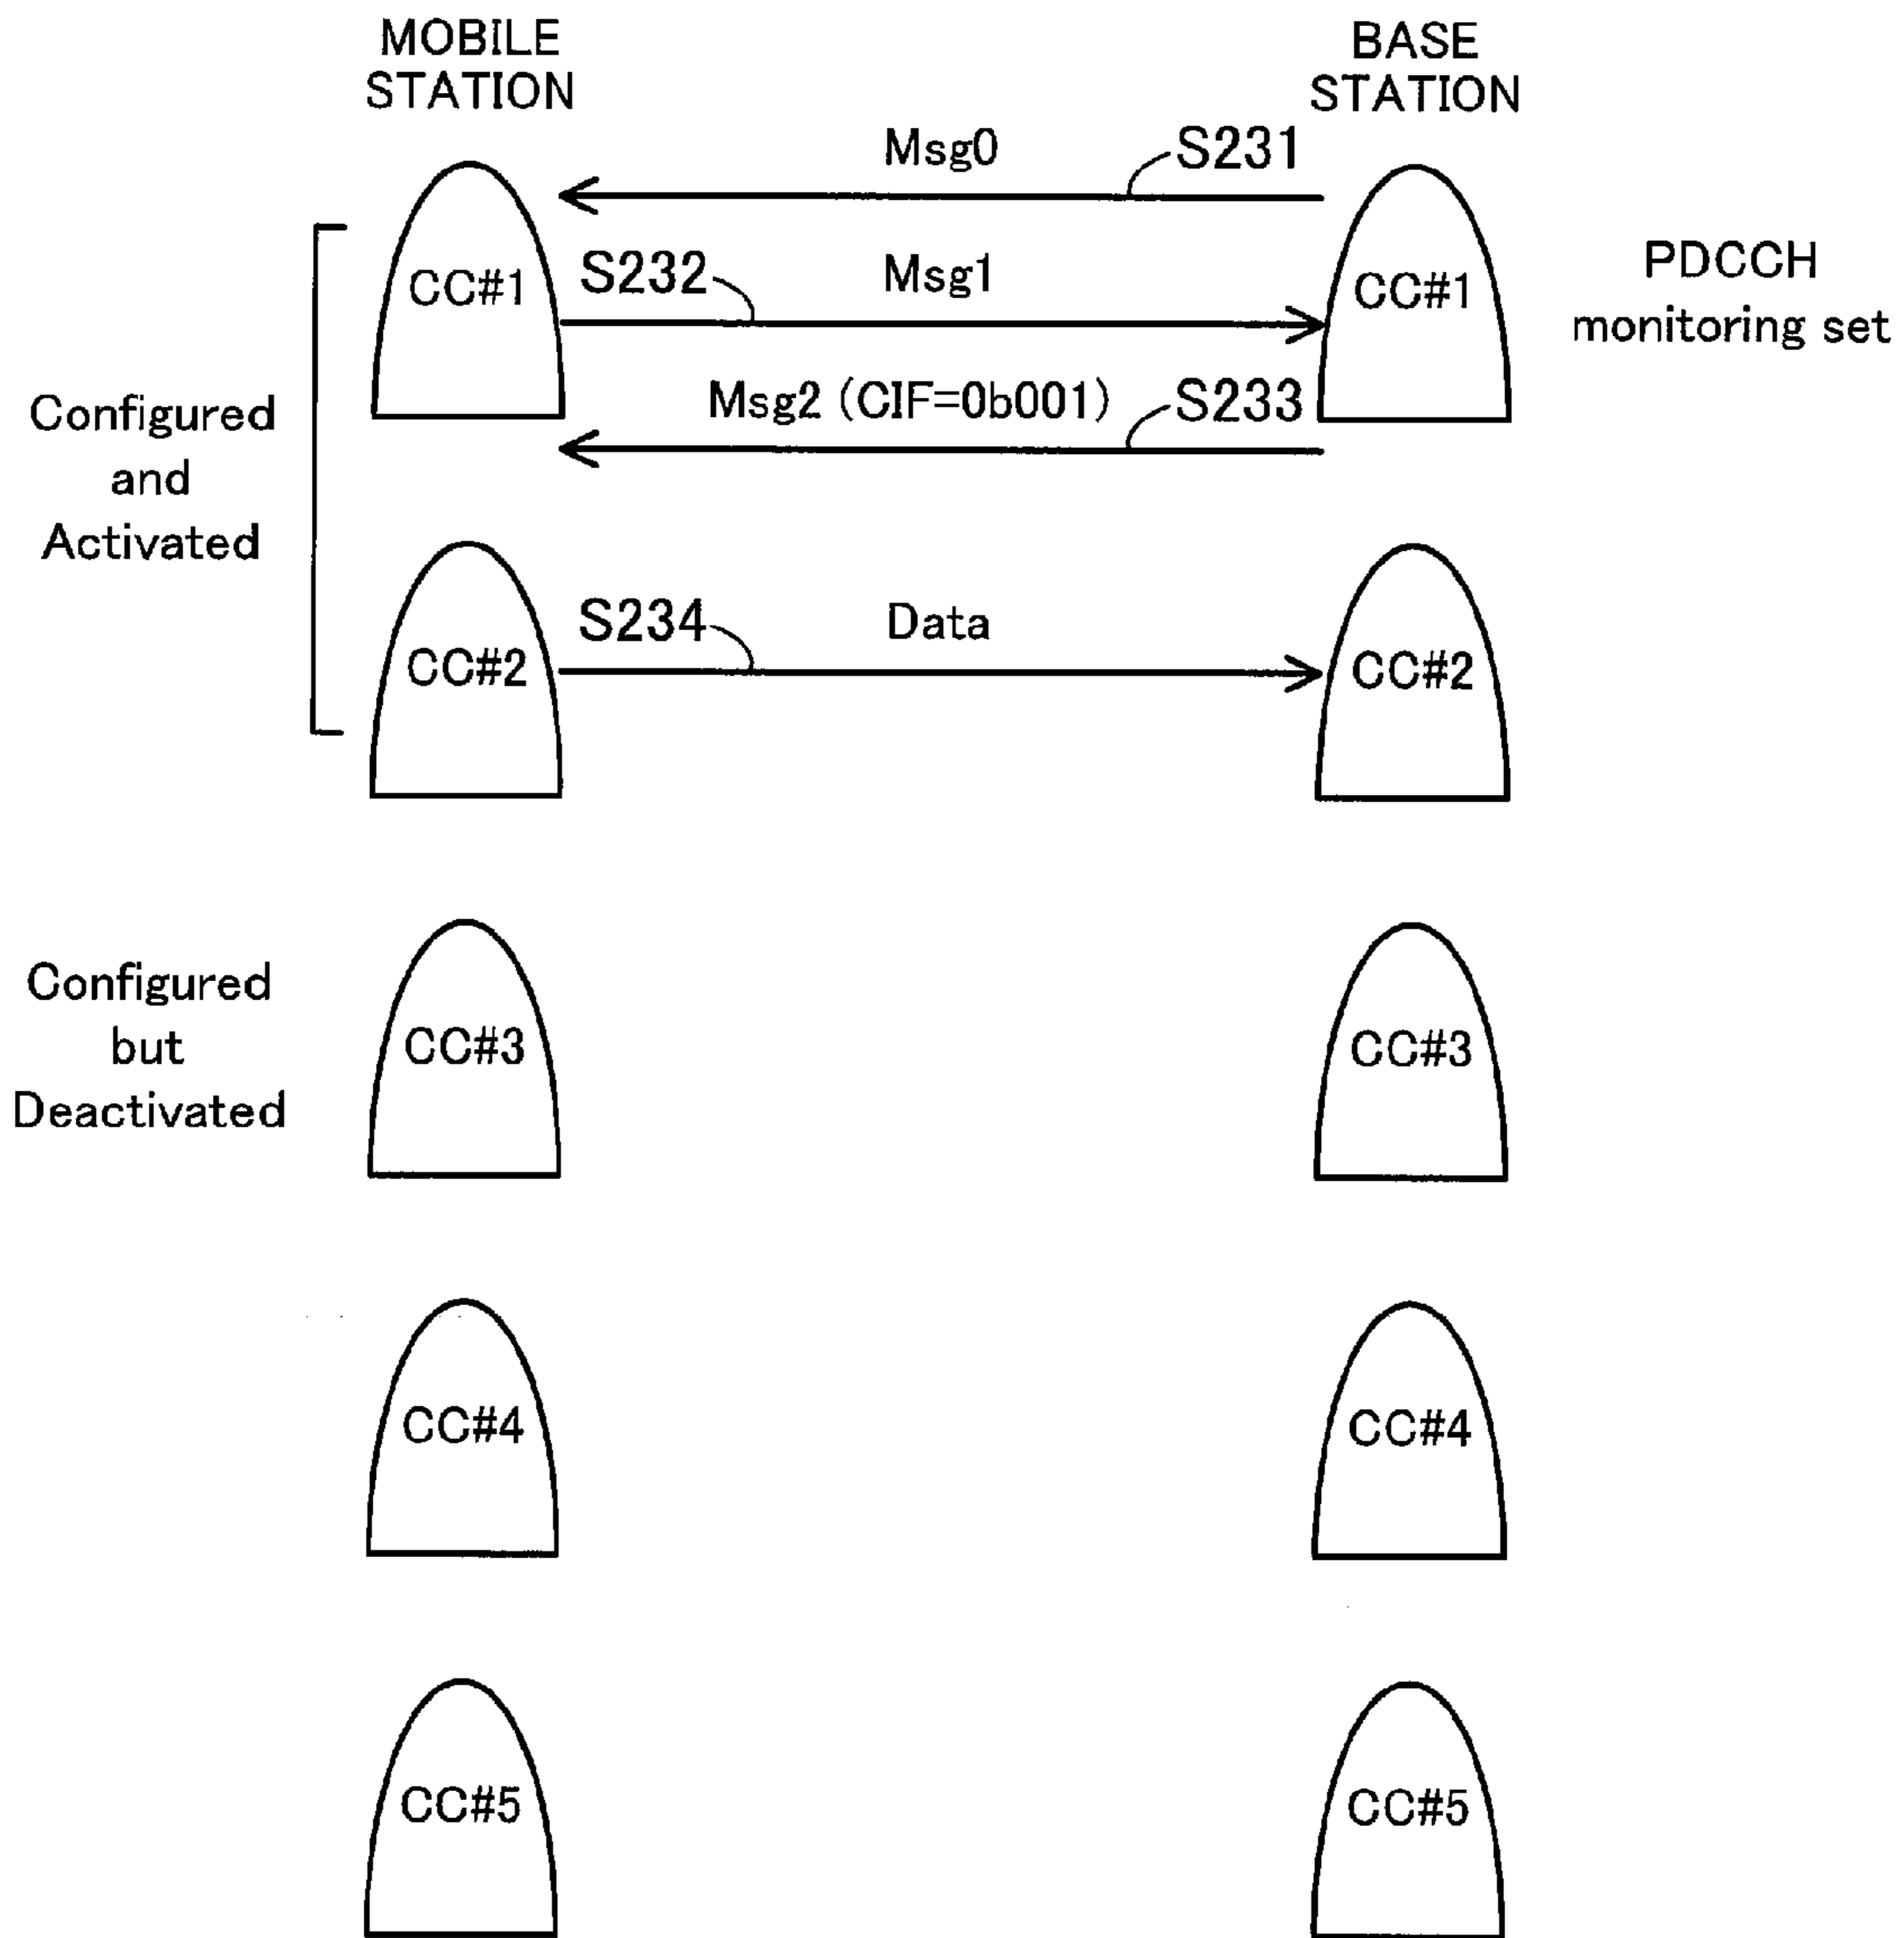 MOBILE
STATION
BASE
STATION
Msg0
S231
CC#1
S232
Msg1
CC#1
PDCCH
monitoring set
Msg2 (CIF=0b001)
S233
Configured
and
Activated
S234
Data
CC#2
CC#2
Configured
but
Deactivated
CC#3
CC#3
CC#4
CC#4
CC#5
CC#5